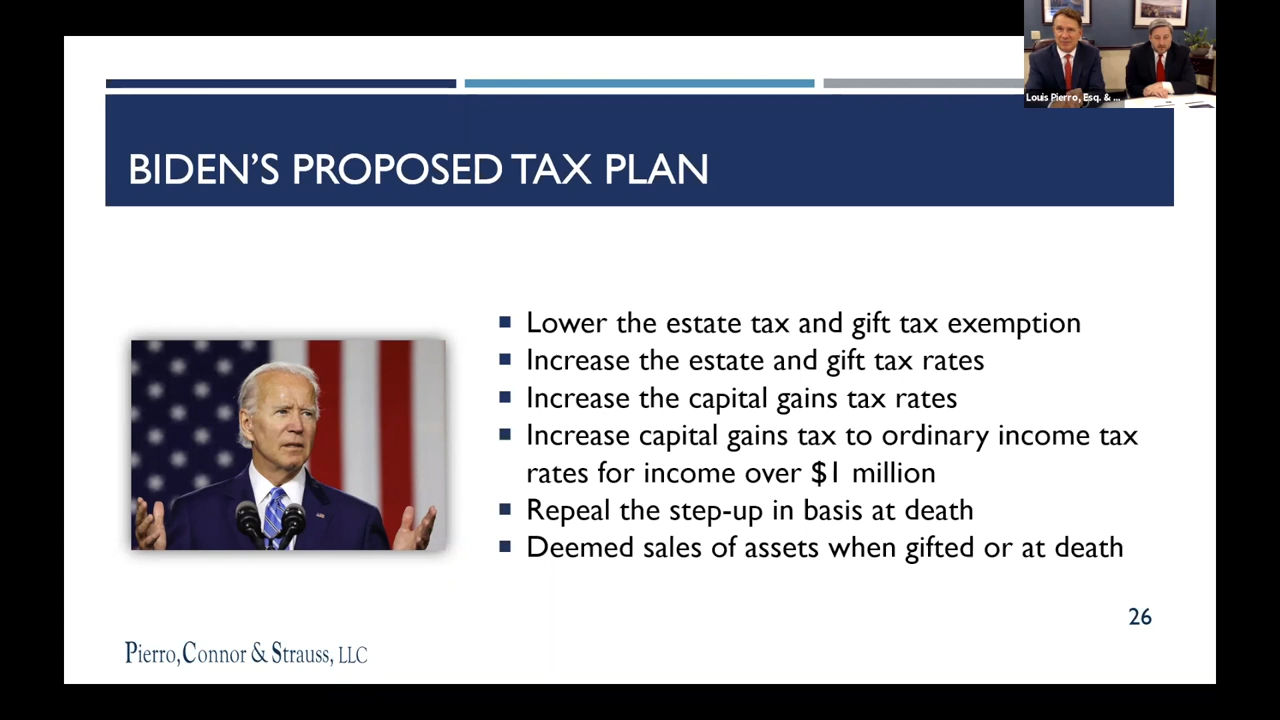 Louis Pierro, Esq. & ...
BIDEN'S PROPOSED TAX PLAN
Lower the estate tax and gift tax exemption
Increase the estate and gift tax rates
Increase the capital gains tax rates
Increase capital gains tax to ordinary income tax
rates for income over $1 million
Repeal the step-up in basis at death
Deemed sales of assets when gifted or at death
26
Pierro, Connor & Strauss, LLC